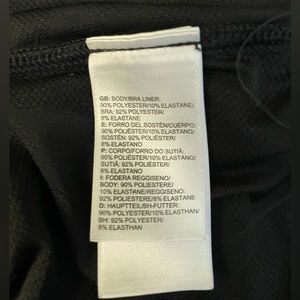 GB: BODY/BRA LINER:
90% POLYESTER/10% ELASTANE/
BRA: 92% POLYESTER/
8% ELASTANE
E: FORRO DEL SOSTÉN/CUERPO:
90% POLIÉSTER/10% ELASTANO/
SOSTÉN: 92% POLIÉSTER/
8% ELASTANO
P: CORPO/FORRO DO SUTIÃ:
90% POLIÉSTER/10% ELASTANO/
SUTIÃ: 92% POLIÉSTER/
8% ELASTANO
I: FODERA REGGISENO/
BODY: 90% POLIESTERE/
10% ELASTANE/REGGISENO:
92% POLIESTERE/8% ELASTANE
D: HAUPTTEIL/BH-FUTTER:
90% POLYESTER/10% ELASTHAN/
BH: 92% POLYESTER/
8% ELASTHAN